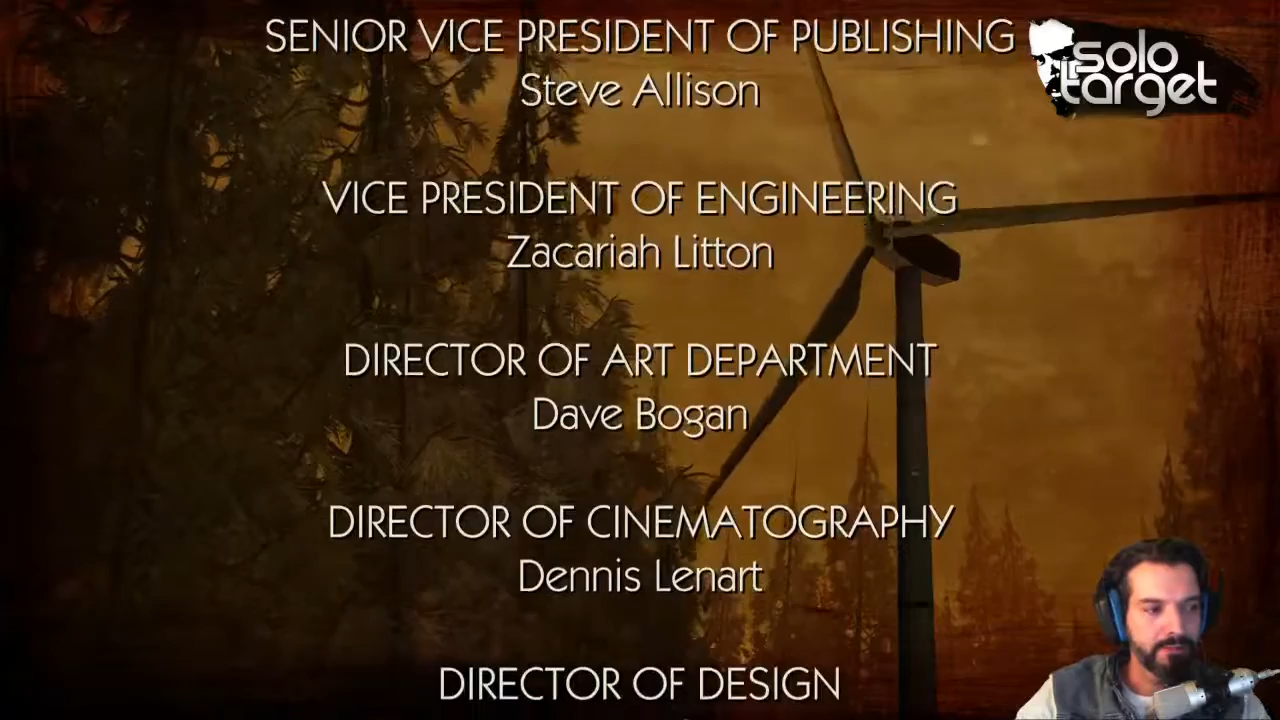 SENIOR VICE PRESIDENT OF PUBLISHING
Steve Allison
solo
target
VICE PRESIDENT OF ENGINEERING
Zacariah Litton
DIRECTOR OF ART DEPARTMENT
Dave Bogan
DIRECTOR OF CINEMATOGRAPHY
Dennis Lenart
DIRECTOR OF DESIGN